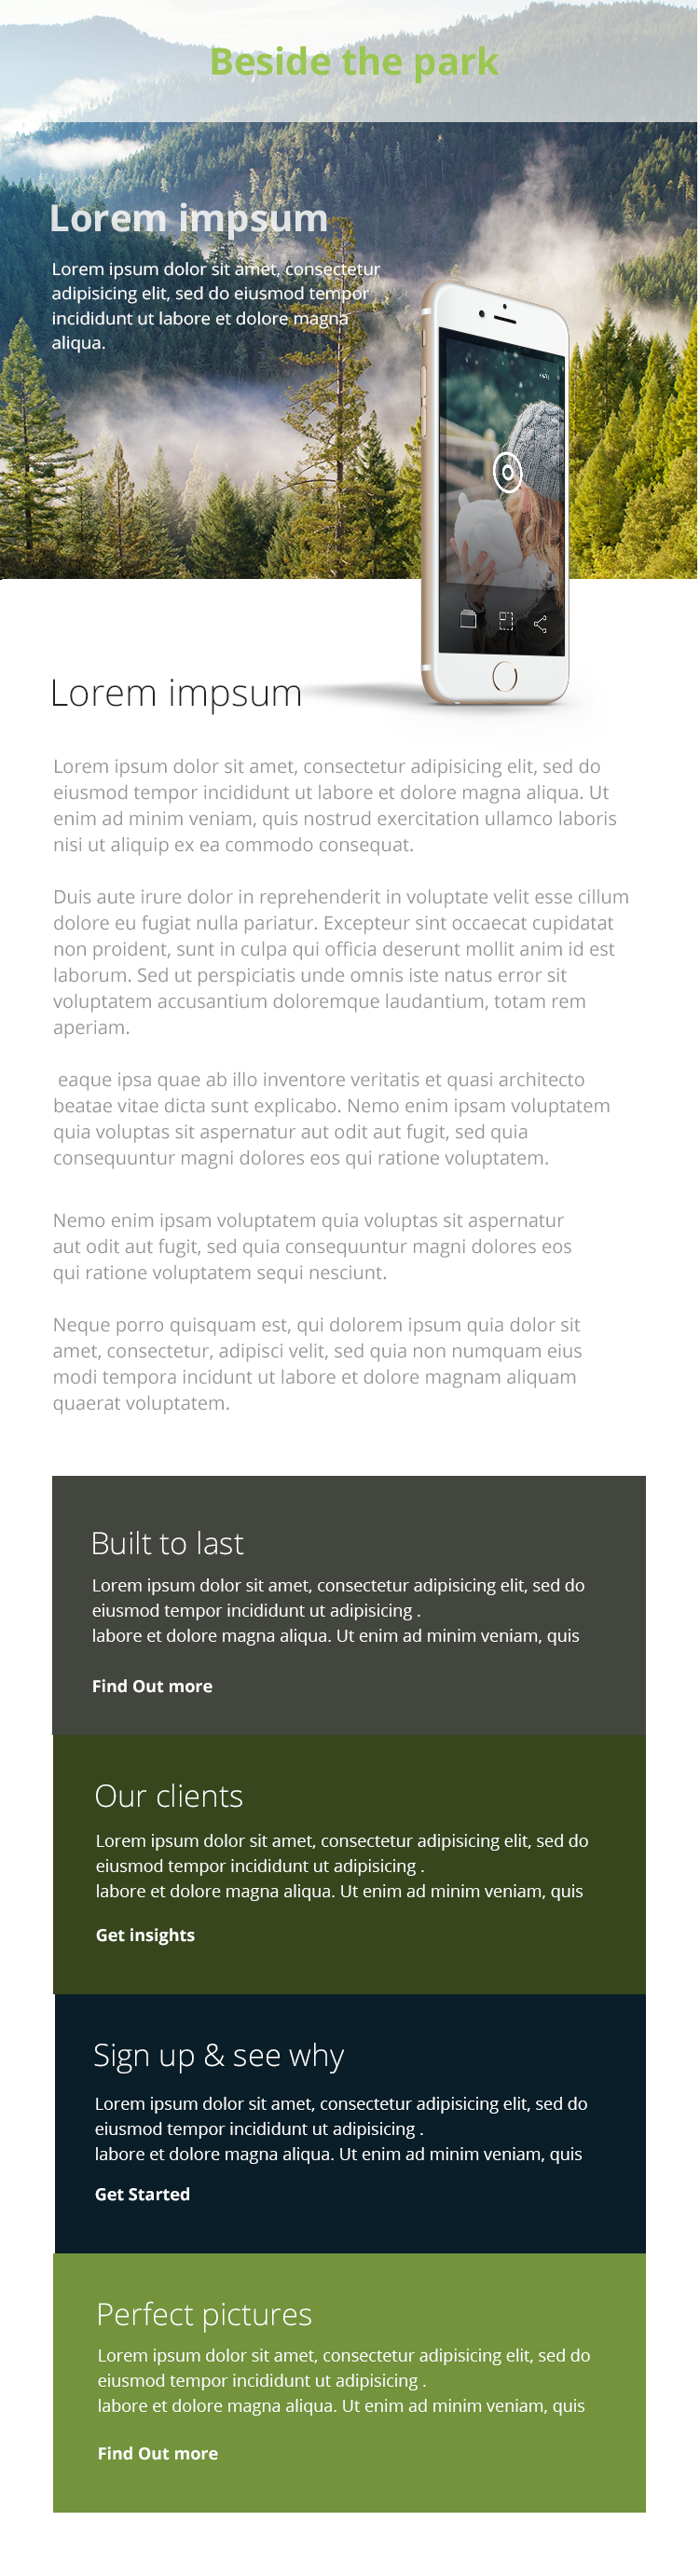 Beside the park
Lorem impsum
Lorem ipsum dolor sit amet, consectetur
adipisicing elit, sed do eiusmod tempor
incididunt ut labore et dolore magna
aliqua.
Lorem impsum
Lorem ipsum dolor sit amet, consectetur adipisicing elit, sed do
eiusmod tempor incididunt ut labore et dolore magna aliqua. Ut
enim ad minim veniam, quis nostrud exercitation ullamco laboris
nisi ut aliquip ex ea commodo consequat.
Duis aute irure dolor in reprehenderit in voluptate velit esse cillum
dolore eu fugiat nulla pariatur. Excepteur sint occaecat cupidatat
non proident, sunt in culpa qui officia deserunt mollit anim id est
laborum. Sed ut perspiciatis unde omnis iste natus error sit
voluptatem accusantium doloremque laudantium, totam rem
aperiam.
eaque ipsa quae ab illo inventore veritatis et quasi architecto
beatae vitae dicta sunt explicabo. Nemo enim ipsam voluptatem
quia voluptas sit aspernatur aut odit aut fugit, sed quia
consequuntur magni dolores eos qui ratione voluptatem.
Nemo enim ipsam voluptatem quia voluptas sit aspernatur
aut odit aut fugit, sed quia consequuntur magni dolores eos
qui ratione voluptatem sequi nesciunt.
Neque porro quisquam est, qui dolorem ipsum quia dolor sit
amet, consectetur, adipisci velit, sed quia non numquam eius
modi tempora incidunt ut labore et dolore magnam aliquam
quaerat voluptatem.
Built to last
Lorem ipsum dolor sit amet, consectetur adipisicing elit, sed do
eiusmod tempor incididunt ut adipisicing .
labore et dolore magna aliqua. Ut enim ad minim veniam, quis
Find Out more
Our clients
Lorem ipsum dolor sit amet, consectetur adipisicing elit, sed do
eiusmod tempor incididunt ut adipisicing .
labore et dolore magna aliqua. Ut enim ad minim veniam, quis
Get insights
Sign up & see why
Lorem ipsum dolor sit amet, consectetur adipisicing elit, sed do
eiusmod tempor incididunt ut adipisicing .
labore et dolore magna aliqua. Ut enim ad minim veniam, quis
Get Started
Perfect pictures
Lorem ipsum dolor sit amet, consectetur adipisicing elit, sed do
eiusmod tempor incididunt ut adipisicing .
labore et dolore magna aliqua. Ut enim ad minim veniam, quis
Find Out more